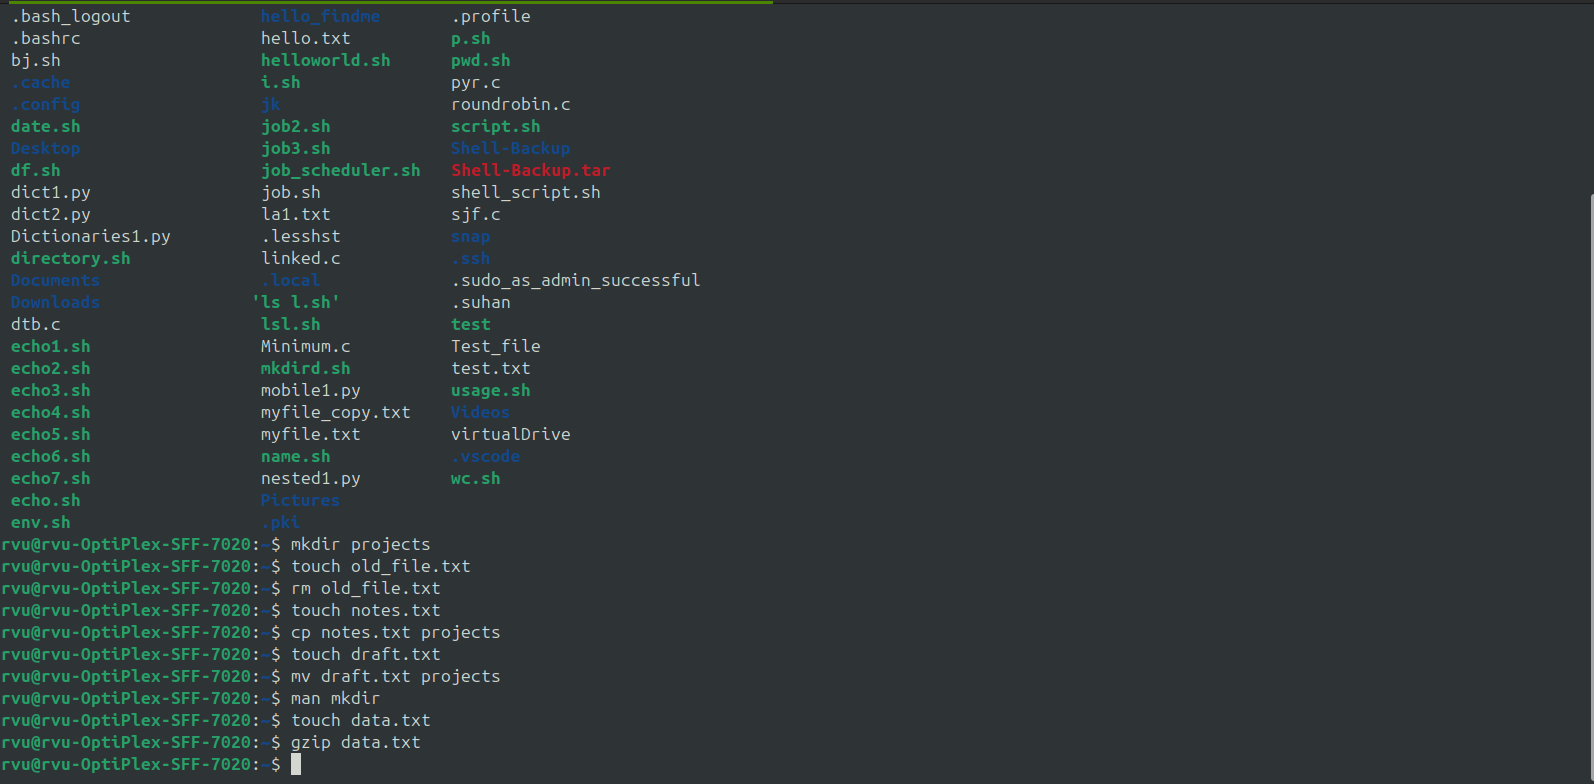 .bash_logout hello_findme .profile
.bashrc hello.txt p.sh
bj.sh helloworld.sh pwd.sh
.cache i.sh pyr.c
.config jk roundrobin.c
date.sh job2.sh script.sh
Desktop job3.sh Shell-Backup
df.sh job_scheduler.sh Shell-Backup.tar
dict1.py job.sh shell_script.sh
dict2.py la1.txt sjf.c
Dictionaries1.py .lesshst snap
directory.sh linked.c .ssh
Documents .local .sudo_as_admin_successful
Downloads 'ls l.sh' .suhan
dtb.c lsl.sh test
echo1.sh Minimum.c Test_file
echo2.sh mkdird.sh test.txt
echo3.sh mobile1.py usage.sh
echo4.sh myfile_copy.txt Videos
echo5.sh myfile.txt virtualDrive
echo6.sh name.sh .vscode
echo7.sh nested1.py wc.sh
echo.sh Pictures
env.sh .pki
rvu@rvu-OptiPlex-SFF-7020:~$ mkdir projects
rvu@rvu-OptiPlex-SFF-7020:~$ touch old_file.txt
rvu@rvu-OptiPlex-SFF-7020:~$ rm old_file.txt
rvu@rvu-OptiPlex-SFF-7020:~$ touch notes.txt
rvu@rvu-OptiPlex-SFF-7020:~$ cp notes.txt projects
rvu@rvu-OptiPlex-SFF-7020:~$ touch draft.txt
rvu@rvu-OptiPlex-SFF-7020:~$ mv draft.txt projects
rvu@rvu-OptiPlex-SFF-7020:~$ man mkdir
rvu@rvu-OptiPlex-SFF-7020:~$ touch data.txt
rvu@rvu-OptiPlex-SFF-7020:~$ gzip data.txt
rvu@rvu-OptiPlex-SFF-7020:~$